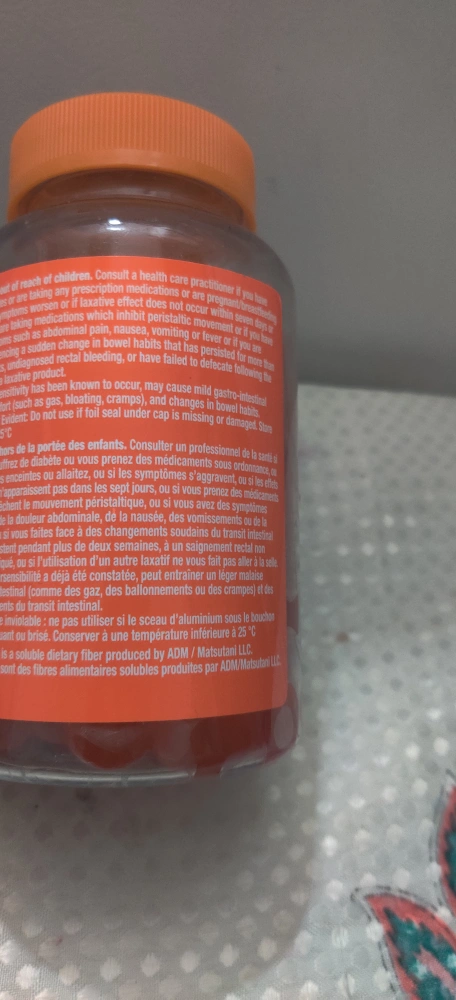 out of reach of children. Consult a health care practitioner if you have
or are taking any prescription medications or are pregnant/breastfeeding
symptoms worsen or if laxative effect does not occur within seven days or
are taking medications which inhibit peristaltic movement or if you have
such as abdominal pain, nausea, vomiting or fever or if you are
a sudden change in bowel habits that has persisted for more than
undiagnosed rectal bleeding, or have failed to defecate following the
laxative product.
has been known to occur, may cause mild gastro-intestinal
(such as gas, bloating, cramps), and changes in bowel habits.
Evident: Do not use if foil seal under cap is missing or damaged. Store
5°C
hors de la portée des enfants. Consulter un professionnel de la santé si
de diabète ou vous prenez des médicaments sous ordonnance, ou
enceintes ou allaitez, ou si les symptômes s'aggravent, ou si les effets
n'apparaissent pas dans les sept jours, ou si vous prenez des médicaments
le mouvement péristaltique, ou si vous avez des symptômes
de la douleur abdominale, de la nausée, des vomissements ou de la
si vous faites face à des changements soudains du transit intestinal
pendant plus de deux semaines, à un saignement rectal non
ou si l'utilisation d'un autre laxatif ne vous fait pas aller à la selle.
a déjà été constatée, peut entraîner un léger malaise
(comme des gaz, des ballonnements ou des crampes) et des
du transit intestinal.
inviolable : ne pas utiliser si le sceau d'aluminium sous le bouchon
ou brisé. Conserver à une température inférieure à 25 °C
is a soluble dietary fiber produced by ADM / Matsutani LLC.
sont des fibres alimentaires solubles produites par ADM/Matsutani LLC.